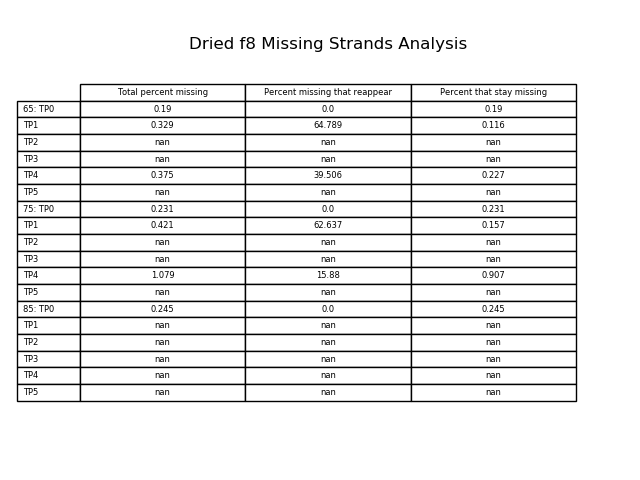 Dried f8 Missing Strands Analysis
Total percent missing Percent missing that reappear Percent that stay missing
65: TP0 0.19 0.0 0.19
TP1 0.329 64.789 0.116
TP2 nan nan nan
TP3 nan nan nan
TP4 0.375 39.506 0.227
TP5 nan nan nan
75: TP0 0.231 0.0 0.231
TP1 0.421 62.637 0.157
TP2 nan nan nan
TP3 nan nan nan
TP4 1.079 15.88 0.907
TP5 nan nan nan
85: TP0 0.245 0.0 0.245
TP1 nan nan nan
TP2 nan nan nan
TP3 nan nan nan
TP4 nan nan nan
TP5 nan nan nan